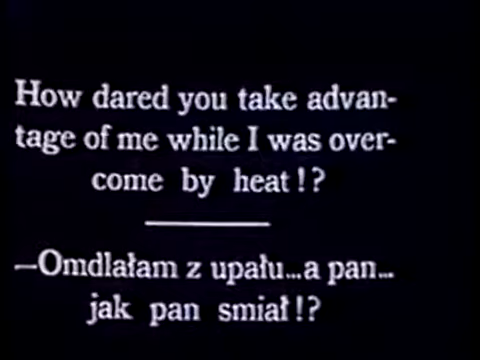 How dared you take advan-
tage of me while I was over-
come by heat!?
—Omdlałam z upału...a pan...
jak pan smiał!?